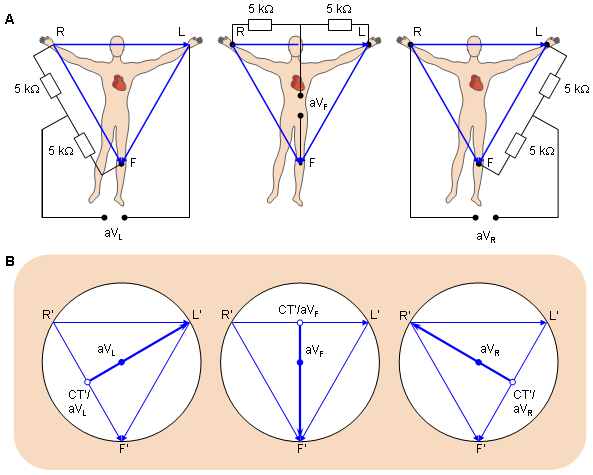 A
R L
5 kΩ
5 kΩ
F
aVL
5 kΩ 5 kΩ
R L
aVF
F
R L
5 kΩ
5 kΩ
F
aVR
B
R' L'
aVL
CT'/
aVL
F'
CT'/aVF
R' L'
aVF
F'
R' L'
aVR
CT'/
aVR
F'